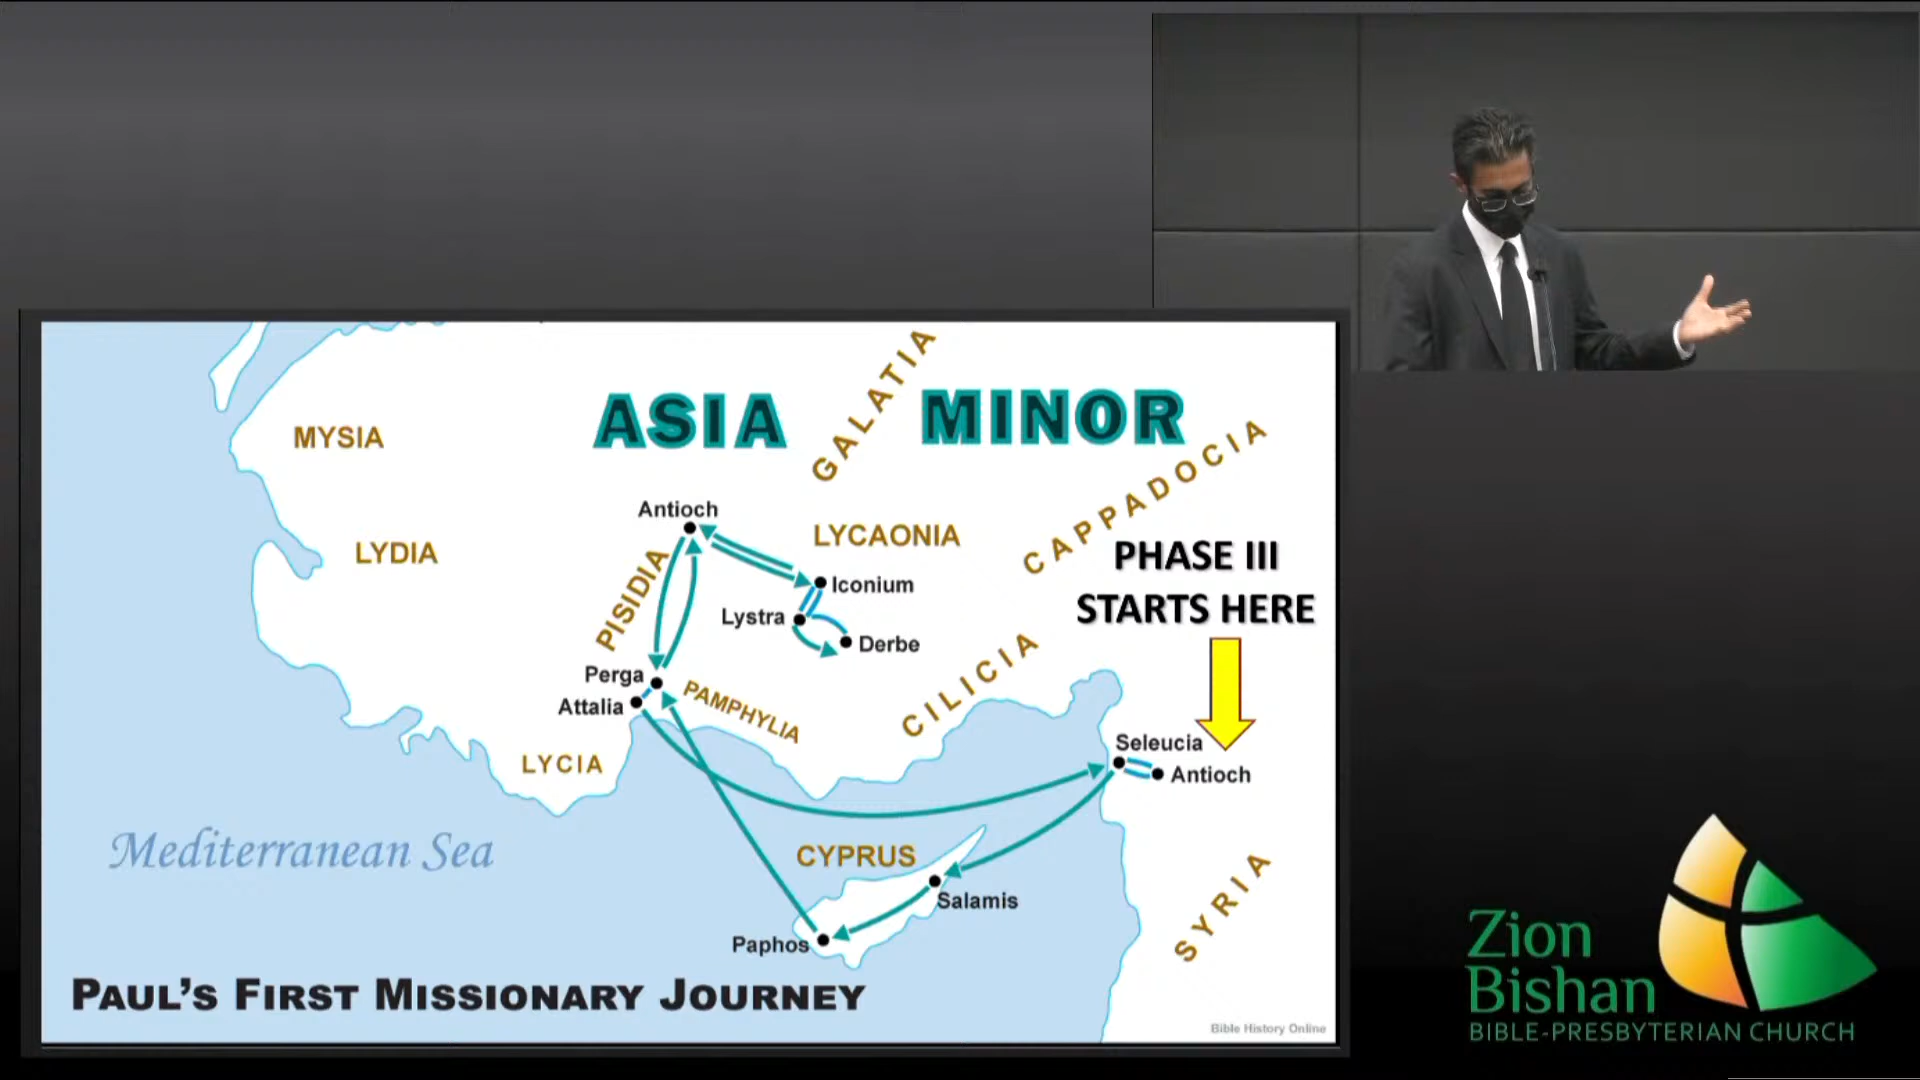 ASIA MINOR
GALATIA
MYSIA
CAPPADOCIA
Antioch
LYCAONIA
LYDIA
PHASE III
STARTS HERE
PISIDIA
Iconium
Lystra
Derbe
CILICIA
Perga
PAMPHYLIA
Attalia
Seleucia
LYCIA
Antioch
Mediterranean Sea
CYPRUS
Salamis
SYRIA
Paphos
PAUL'S FIRST MISSIONARY JOURNEY
Bible History Online
Zion
Bishan
BIBLE-PRESBYTERIAN CHURCH